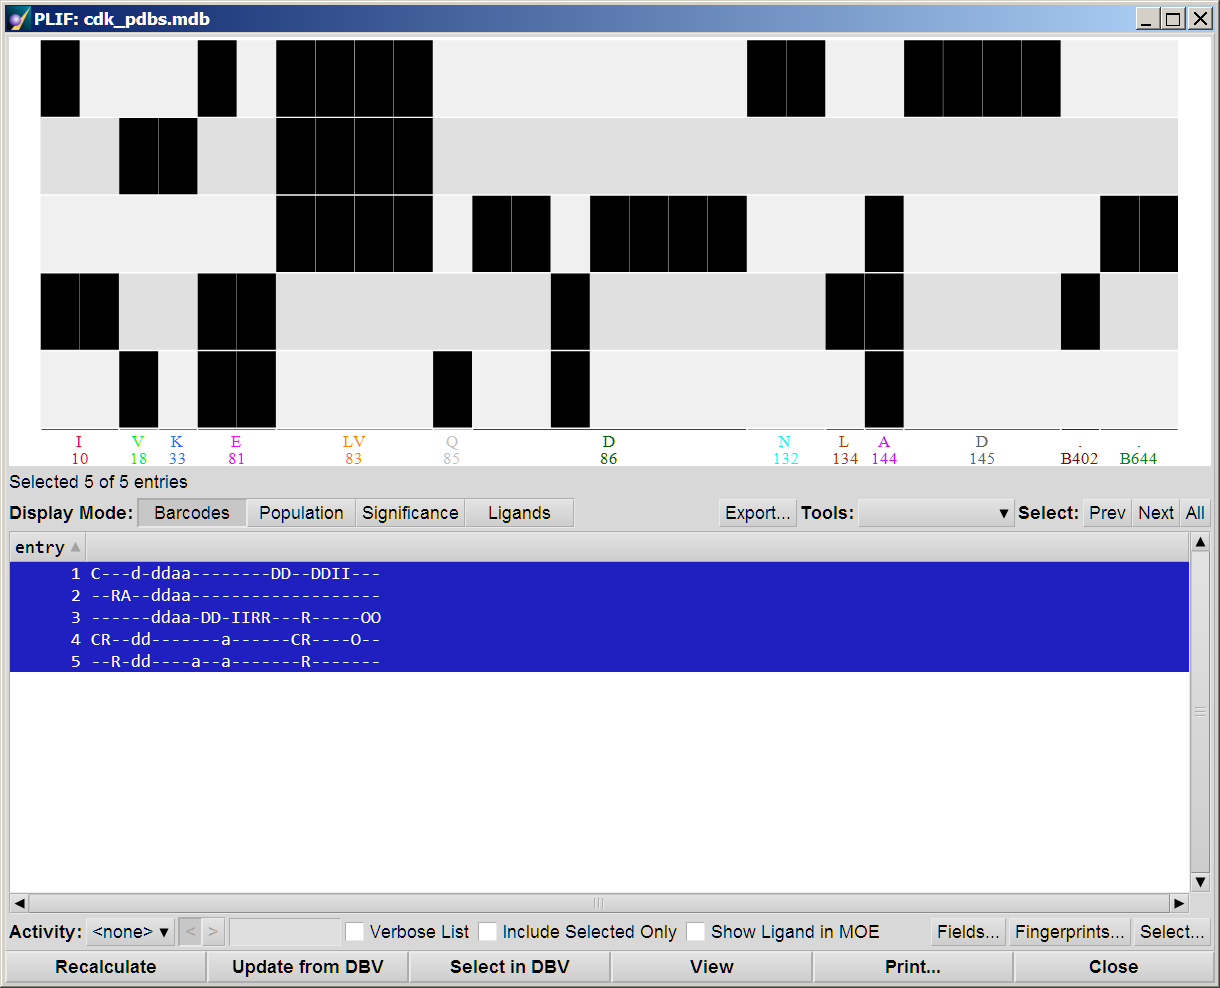 PLIF: cdk_pdbs.mdb
I V K E LV Q D N L A D . .
10 18 33 81 83 85 86 132 134 144 145 B402 B644
Selected 5 of 5 entries
Display Mode: Barcodes Population Significance Ligands Export... Tools: Select: Prev Next All
entry
1 C---d-ddaa--------DD--DDII---
2 --RA--ddaa-------------------
3 ------ddaa-DD-IIRR---R-----OO
4 CR--dd-------a------CR----O--
5 --R-dd----a--a-------R-------
Activity: <none> < > Verbose List Include Selected Only Show Ligand in MOE Fields... Fingerprints... Select...
Recalculate Update from DBV Select in DBV View Print... Close